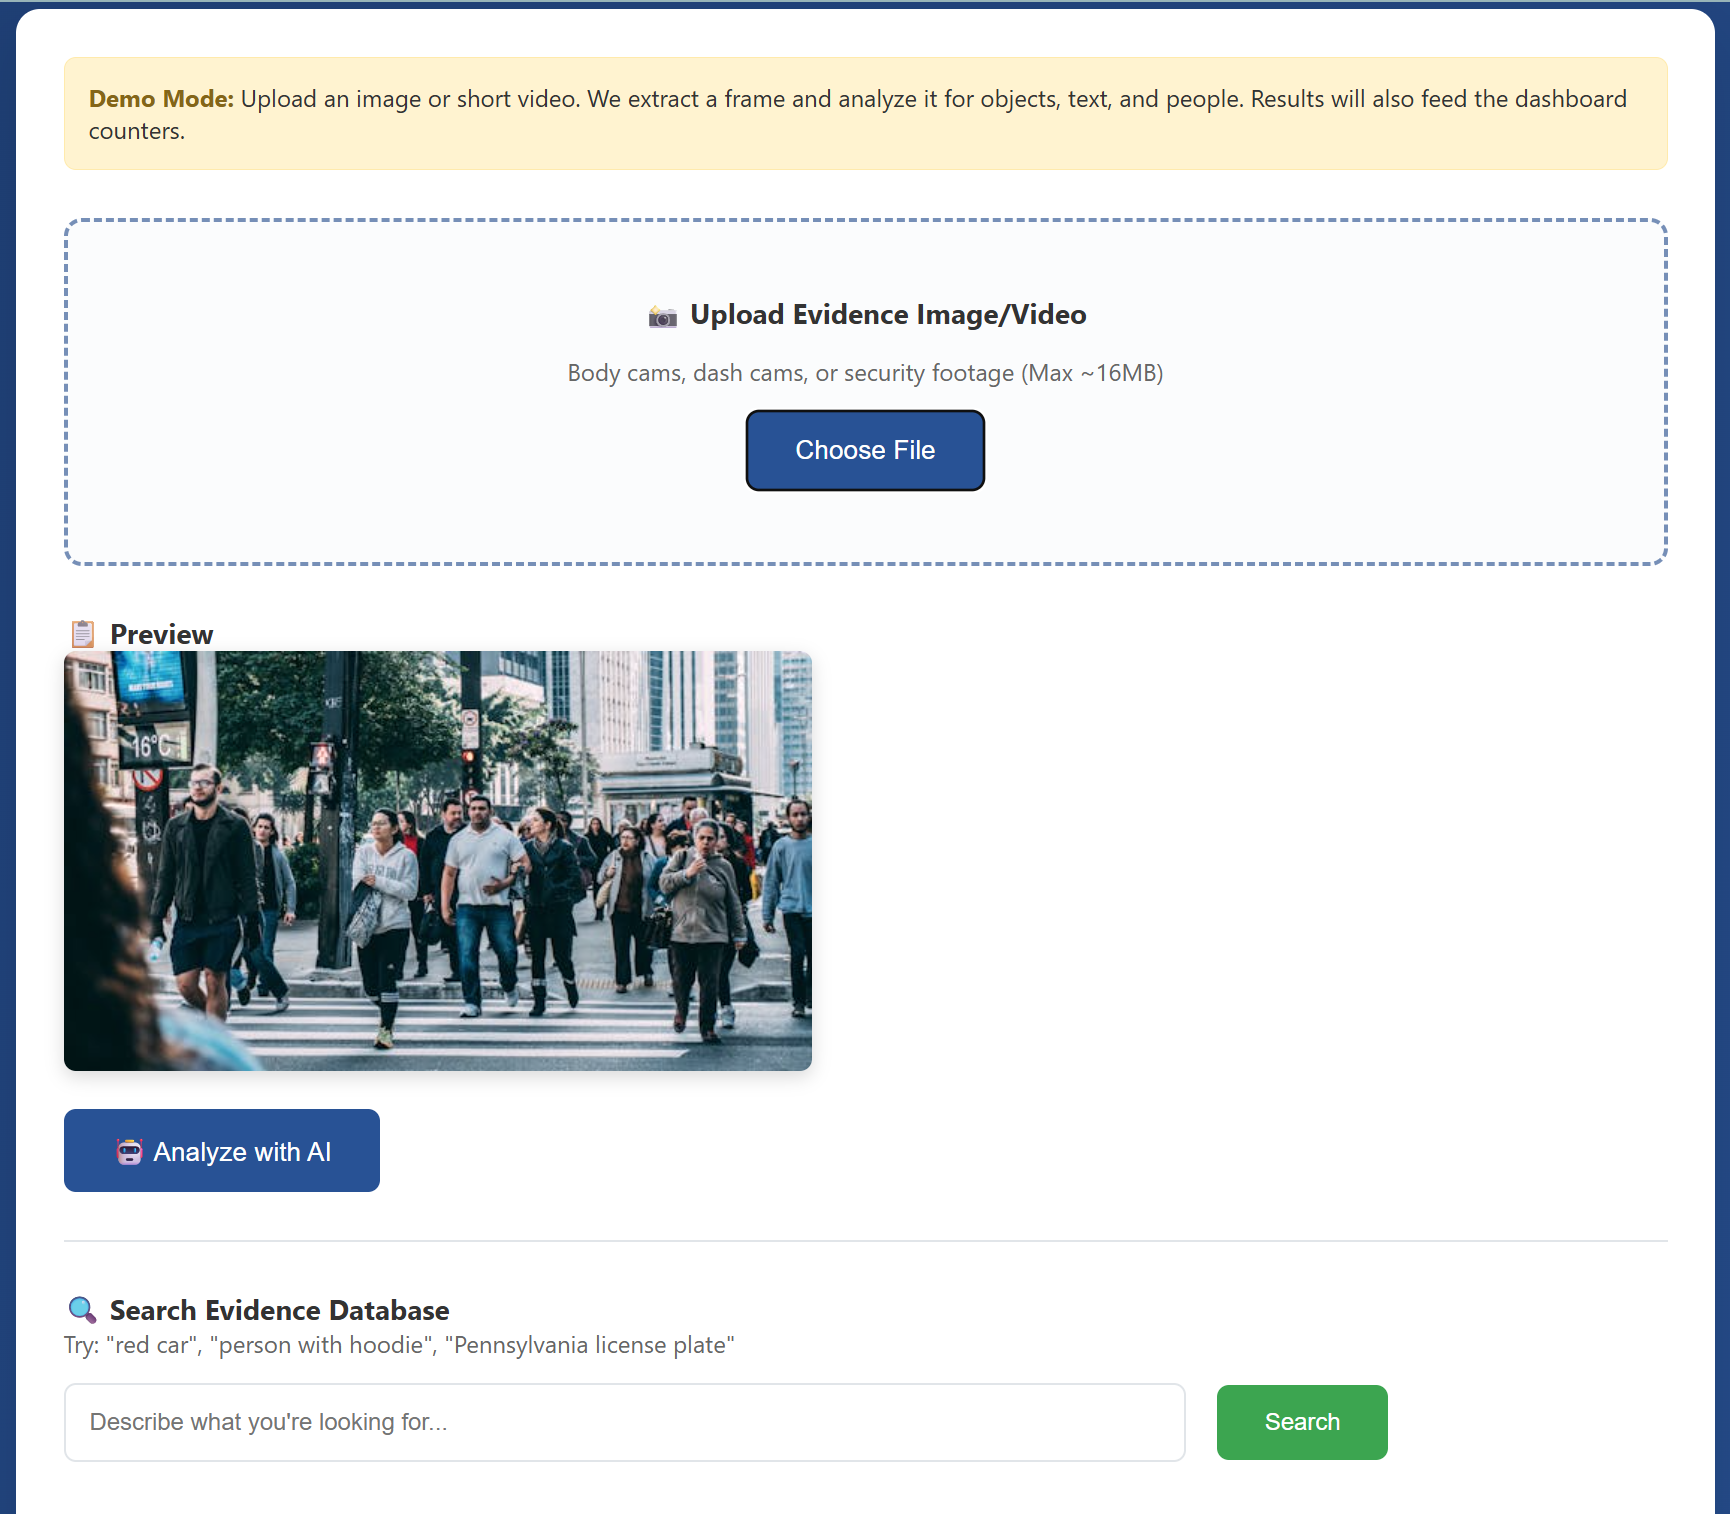 Demo Mode: Upload an image or short video. We extract a frame and analyze it for objects, text, and people. Results will also feed the dashboard
counters.
Upload Evidence Image/Video
Body cams, dash cams, or security footage (Max ~16MB)
Choose File
Preview
16°C
Analyze with AI
Search Evidence Database
Try: "red car", "person with hoodie", "Pennsylvania license plate"
Describe what you're looking for...
Search